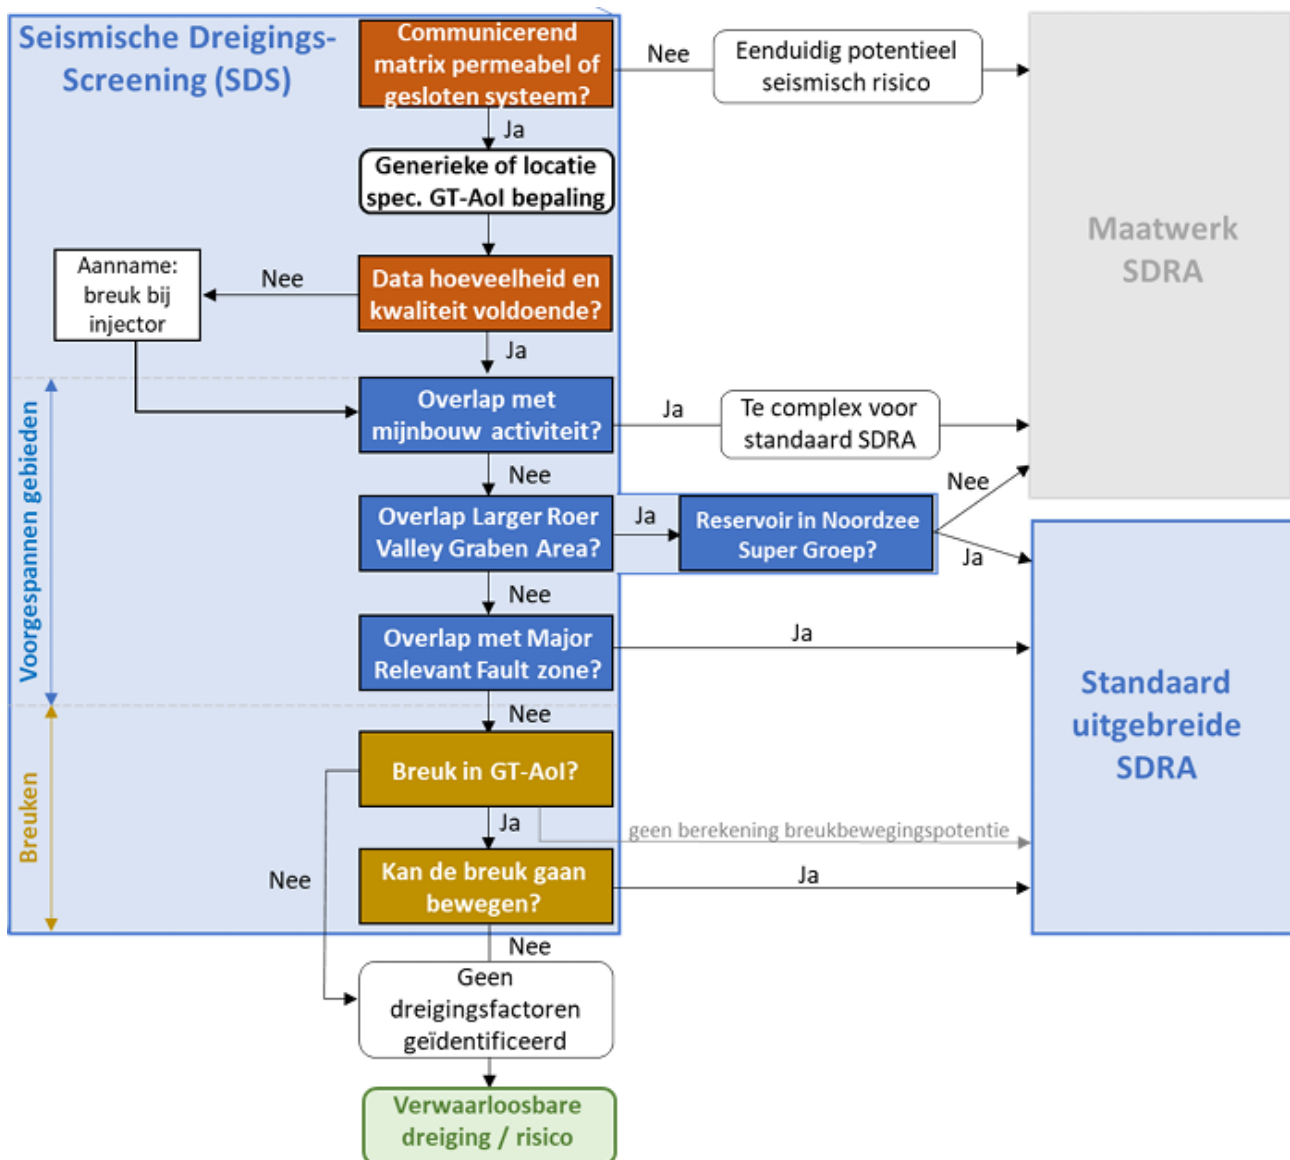 Seismische Dreigings-
Screening (SDS)
Communicerend
matrix permeabel of
gesloten systeem?
Nee
Eenduidig potentieel
seismisch risico
Maatwerk
SDRA
Ja
Generieke of locatie
spec. GT-AoI bepaling
Aanname:
breuk bij
injector
Nee
Data hoeveelheid en
kwaliteit voldoende?
Ja
Voorgespannen gebieden
Overlap met
mijnbouw activiteit?
Ja
Te complex voor
standaard SDRA
Nee
Overlap Larger Roer
Valley Graben Area?
Ja
Reservoir in Noordzee
Super Groep?
Nee
Ja
Nee
Overlap met Major
Relevant Fault zone?
Ja
Standaard
uitgebreide
SDRA
Nee
Breuken
Breuk in GT-AoI?
Ja
geen berekening breukbewegingspotentie
Nee
Kan de breuk gaan
bewegen?
Ja
Nee
Geen
dreigingsfactoren
geïdentificeerd
Verwaarloosbare
dreiging / risico